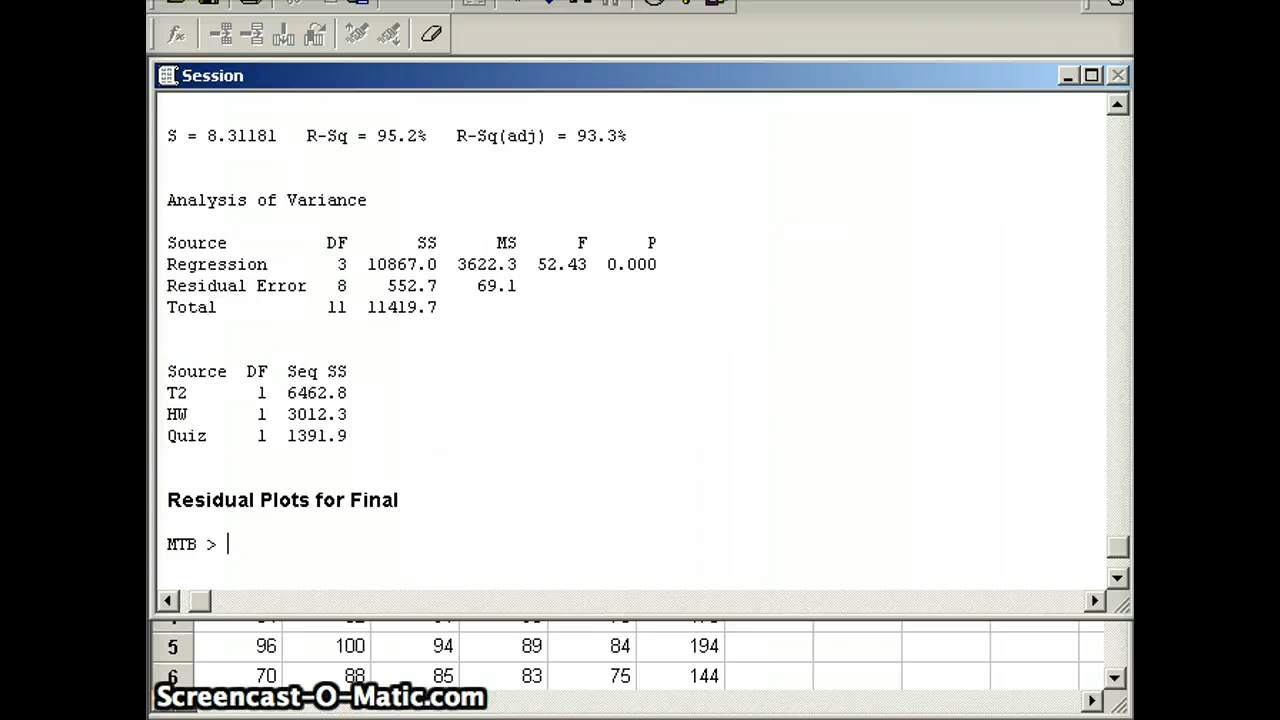 Session
S = 8.31181 R-Sq = 95.2% R-Sq(adj) = 93.3%
Analysis of Variance
Source DF SS MS F P
Regression 3 10867.0 3622.3 52.43 0.000
Residual Error 8 552.7 69.1
Total 11 11419.7
Source DF Seq SS
T2 1 6462.8
HW 1 3012.3
Quiz 1 1391.9
Residual Plots for Final
MTB >
5 96 100 94 89 84 194
6 70 88 85 83 75 144
Screencast-O-Matic.com